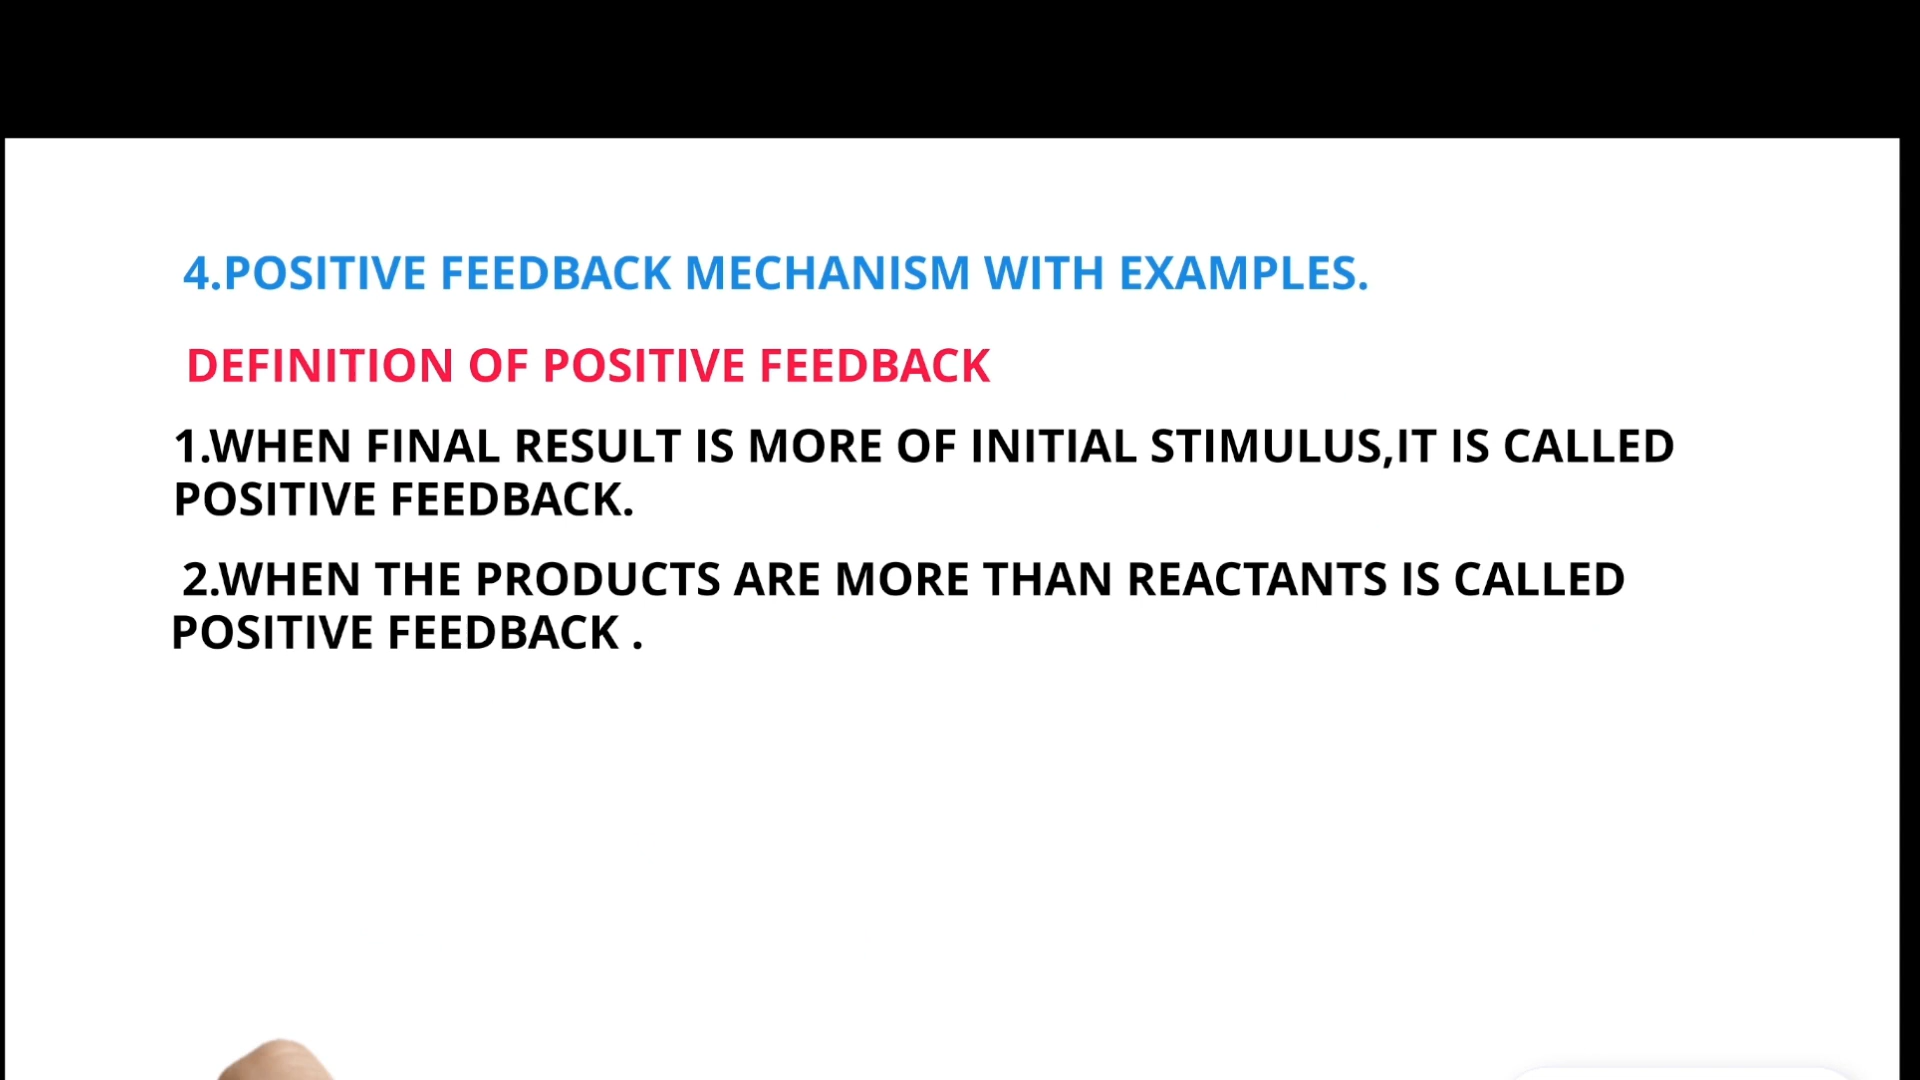 4.POSITIVE FEEDBACK MECHANISM WITH EXAMPLES.
DEFINITION OF POSITIVE FEEDBACK
1.WHEN FINAL RESULT IS MORE OF INITIAL STIMULUS,IT IS CALLED
POSITIVE FEEDBACK.
2.WHEN THE PRODUCTS ARE MORE THAN REACTANTS IS CALLED
POSITIVE FEEDBACK .